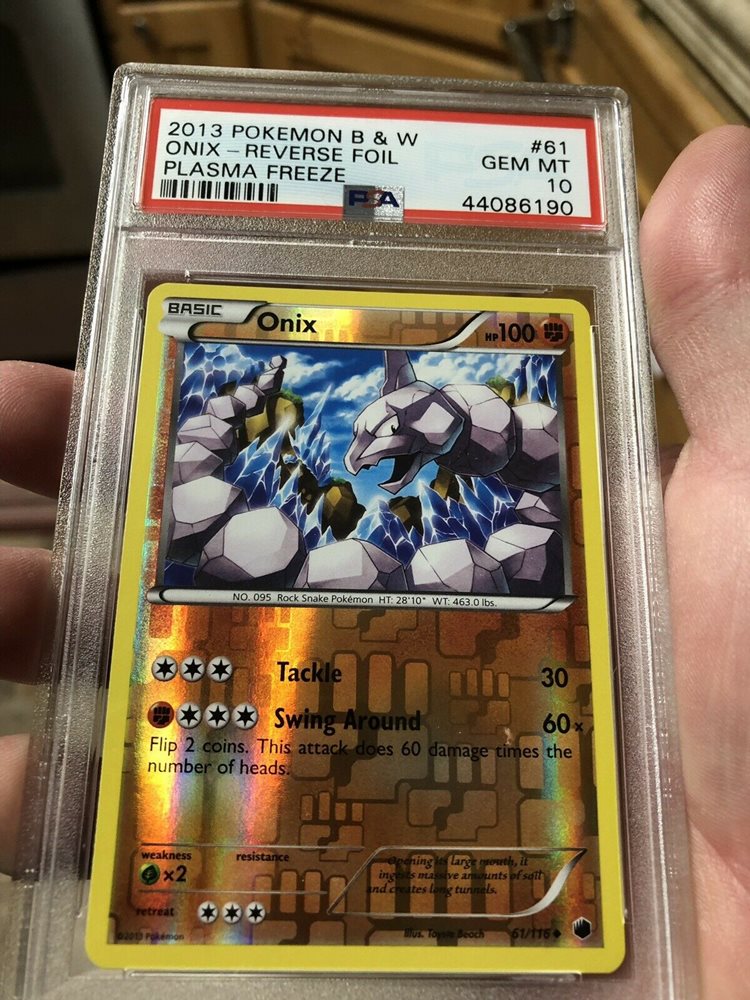 2013 POKEMON B & W #61
ONIX - REVERSE FOIL GEM MT
PLASMA FREEZE 10
PSA 44086190
BASIC Onix HP100
NO. 095 Rock Snake Pokémon HT: 28'10" WT: 463.0 lbs.
Tackle 30
Swing Around 60×
Flip 2 coins. This attack does 60 damage times the
number of heads.
weakness resistance
×2
Opening its large mouth, it
ingests massive amounts of soil
and creates long tunnels.
retreat
©2013 Pokémon Illus. Toyste Beach 61/116